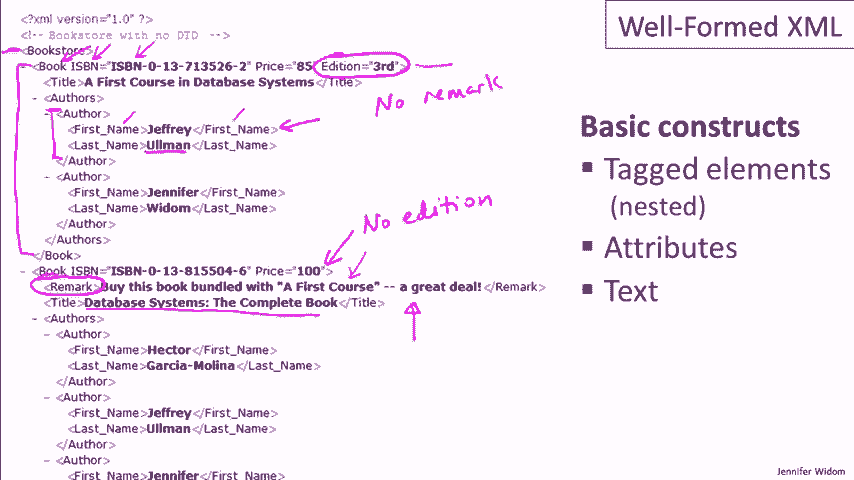 <?xml version="1.0" ?>
<!-- Bookstore with no DTD -->
<Bookstore>
- <Book ISBN="ISBN-0-13-713526-2" Price="85" Edition="3rd">
<Title>A First Course in Database Systems</Title>
- <Authors>
- <Author>
<First_Name>Jeffrey</First_Name>
<Last_Name>Ullman</Last_Name>
</Author>
- <Author>
<First_Name>Jennifer</First_Name>
<Last_Name>Widom</Last_Name>
</Author>
</Authors>
</Book>
- <Book ISBN="ISBN-0-13-815504-6" Price="100">
<Remark>Buy this book bundled with "A First Course" -- a great deal!</Remark>
<Title>Database Systems: The Complete Book</Title>
- <Authors>
- <Author>
<First_Name>Hector</First_Name>
<Last_Name>Garcia-Molina</Last_Name>
</Author>
- <Author>
<First_Name>Jeffrey</First_Name>
<Last_Name>Ullman</Last_Name>
</Author>
- <Author>
<First_Name>Jennifer</First_Name>
No remark
No edition
Well-Formed XML
Basic constructs
▪ Tagged elements
(nested)
▪ Attributes
▪ Text
Jennifer Widom